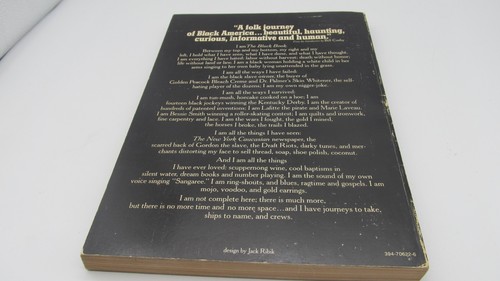 "A folk journey
of Black America... beautiful, haunting,
curious, informative and human."
I am The Black Book.
Between my top and my bottom, my right and my
left, I hold what I have seen, what I have done, and what I have thought.
I am everything I have hated: labor without harvest; death without honor;
life without land or law. I am a black woman holding a white child in her
arms singing to her own baby lying unattended in the grass.
I am all the ways I have failed:
I am the black slave owner, the buyer of
Golden Peacock Bleach Creme and Dr. Palmer's Skin Whitener, the self-
hating player of the dozens; I am my own nigger joke.
I am all the ways I survived:
I am tun-mush, hoecake cooked on a hoe; I am
fourteen black jockeys winning the Kentucky Derby. I am the creator of
hundreds of patented inventions; I am Lafitte the pirate and Marie Laveau.
I am Bessie Smith winning a roller-skating contest; I am quilts and ironwork,
fine carpentry and lace. I am the wars I fought, the gold I mined,
the horses I broke, the trails I blazed.
I am all the things I have seen:
The New York Caucasian newspaper, the
scarred back of Gordon the slave, the Draft Riots, darky tunes, and mer-
chants distorting my face to sell thread, soap, shoe polish, coconut.
And I am all the things
I have ever loved: scuppernong wine, cool baptisms in
silent water, dream books and number playing. I am the sound of my own
voice singing "Sangaree." I am ring-shouts, and blues, ragtime and gospels. I am
mojo, voodoo, and gold earrings.
I am not complete here; there is much more,
but there is no more time and no more space...and I have journeys to take,
ships to name, and crews.
design by Jack Ribik
394-70622-6